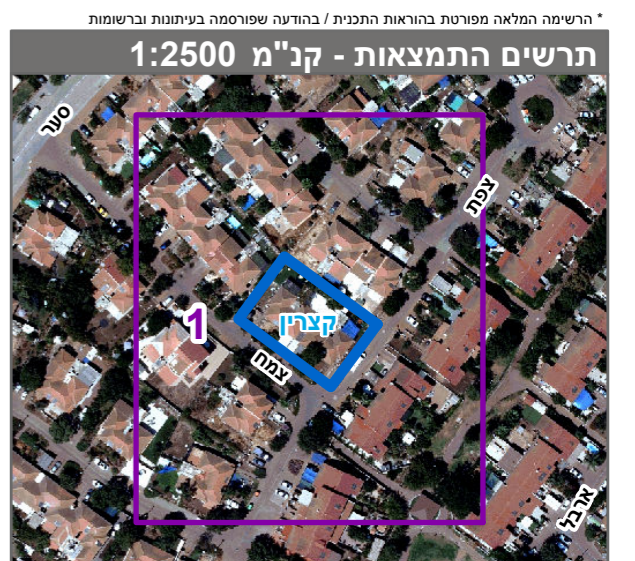 * הרשימה המלאה מפורטת בהוראות התכנית / בהודעה שפורסמה בעיתונות וברשומות
תרשים התמצאות - קנ"מ 1:2500
סער
צפת
קצרין
1
צמח
ארבל